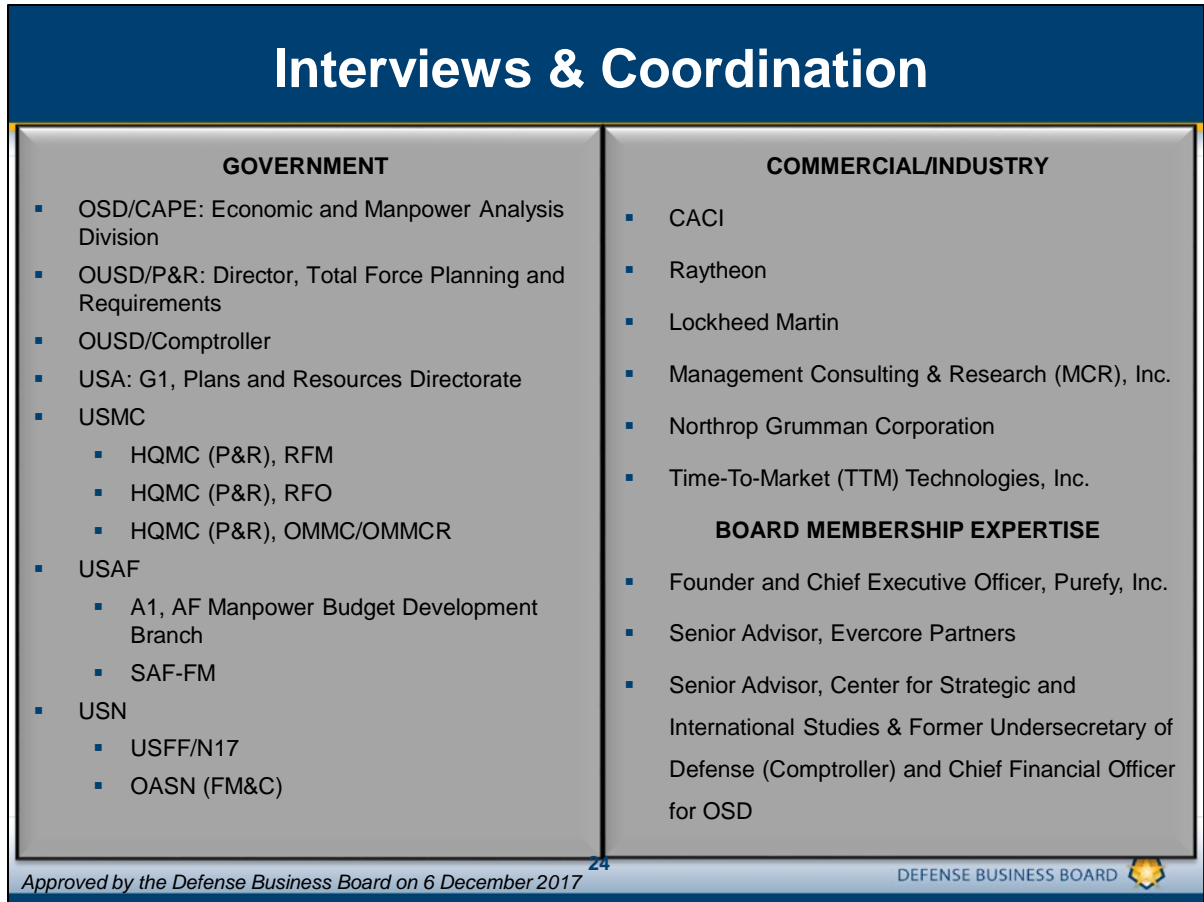 Interviews & Coordination
GOVERNMENT
▪ OSD/CAPE: Economic and Manpower Analysis
Division
▪ OUSD/P&R: Director, Total Force Planning and
Requirements
▪ OUSD/Comptroller
▪ USA: G1, Plans and Resources Directorate
▪ USMC
▪ HQMC (P&R), RFM
▪ HQMC (P&R), RFO
▪ HQMC (P&R), OMMC/OMMCR
▪ USAF
▪ A1, AF Manpower Budget Development
Branch
▪ SAF-FM
▪ USN
▪ USFF/N17
▪ OASN (FM&C)
COMMERCIAL/INDUSTRY
▪ CACI
▪ Raytheon
▪ Lockheed Martin
▪ Management Consulting & Research (MCR), Inc.
▪ Northrop Grumman Corporation
▪ Time-To-Market (TTM) Technologies, Inc.
BOARD MEMBERSHIP EXPERTISE
▪ Founder and Chief Executive Officer, Purefy, Inc.
▪ Senior Advisor, Evercore Partners
▪ Senior Advisor, Center for Strategic and
International Studies & Former Undersecretary of
Defense (Comptroller) and Chief Financial Officer
for OSD
24
Approved by the Defense Business Board on 6 December 2017
DEFENSE BUSINESS BOARD